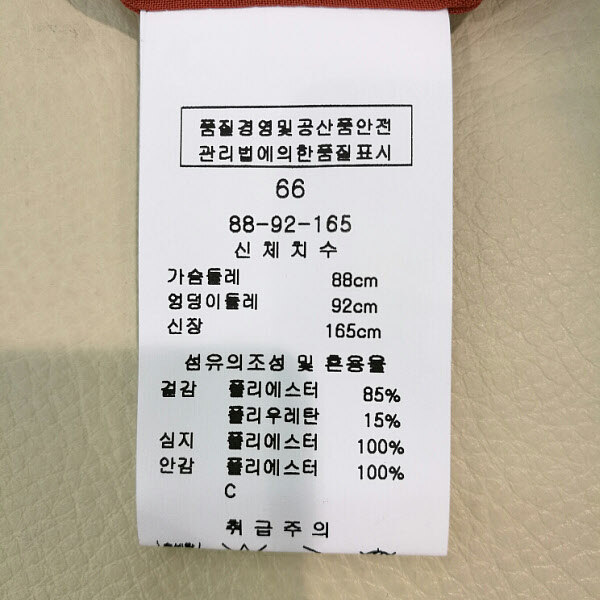 품질경영및공산품안전
관리법에의한품질표시
66
88-92-165
신체치수
가슴둘레 88cm
엉덩이둘레 92cm
신장 165cm
섬유의조성 및 혼용율
겉감 폴리에스터 85%
폴리우레탄 15%
심지 폴리에스터 100%
안감 폴리에스터 100%
C
취급주의